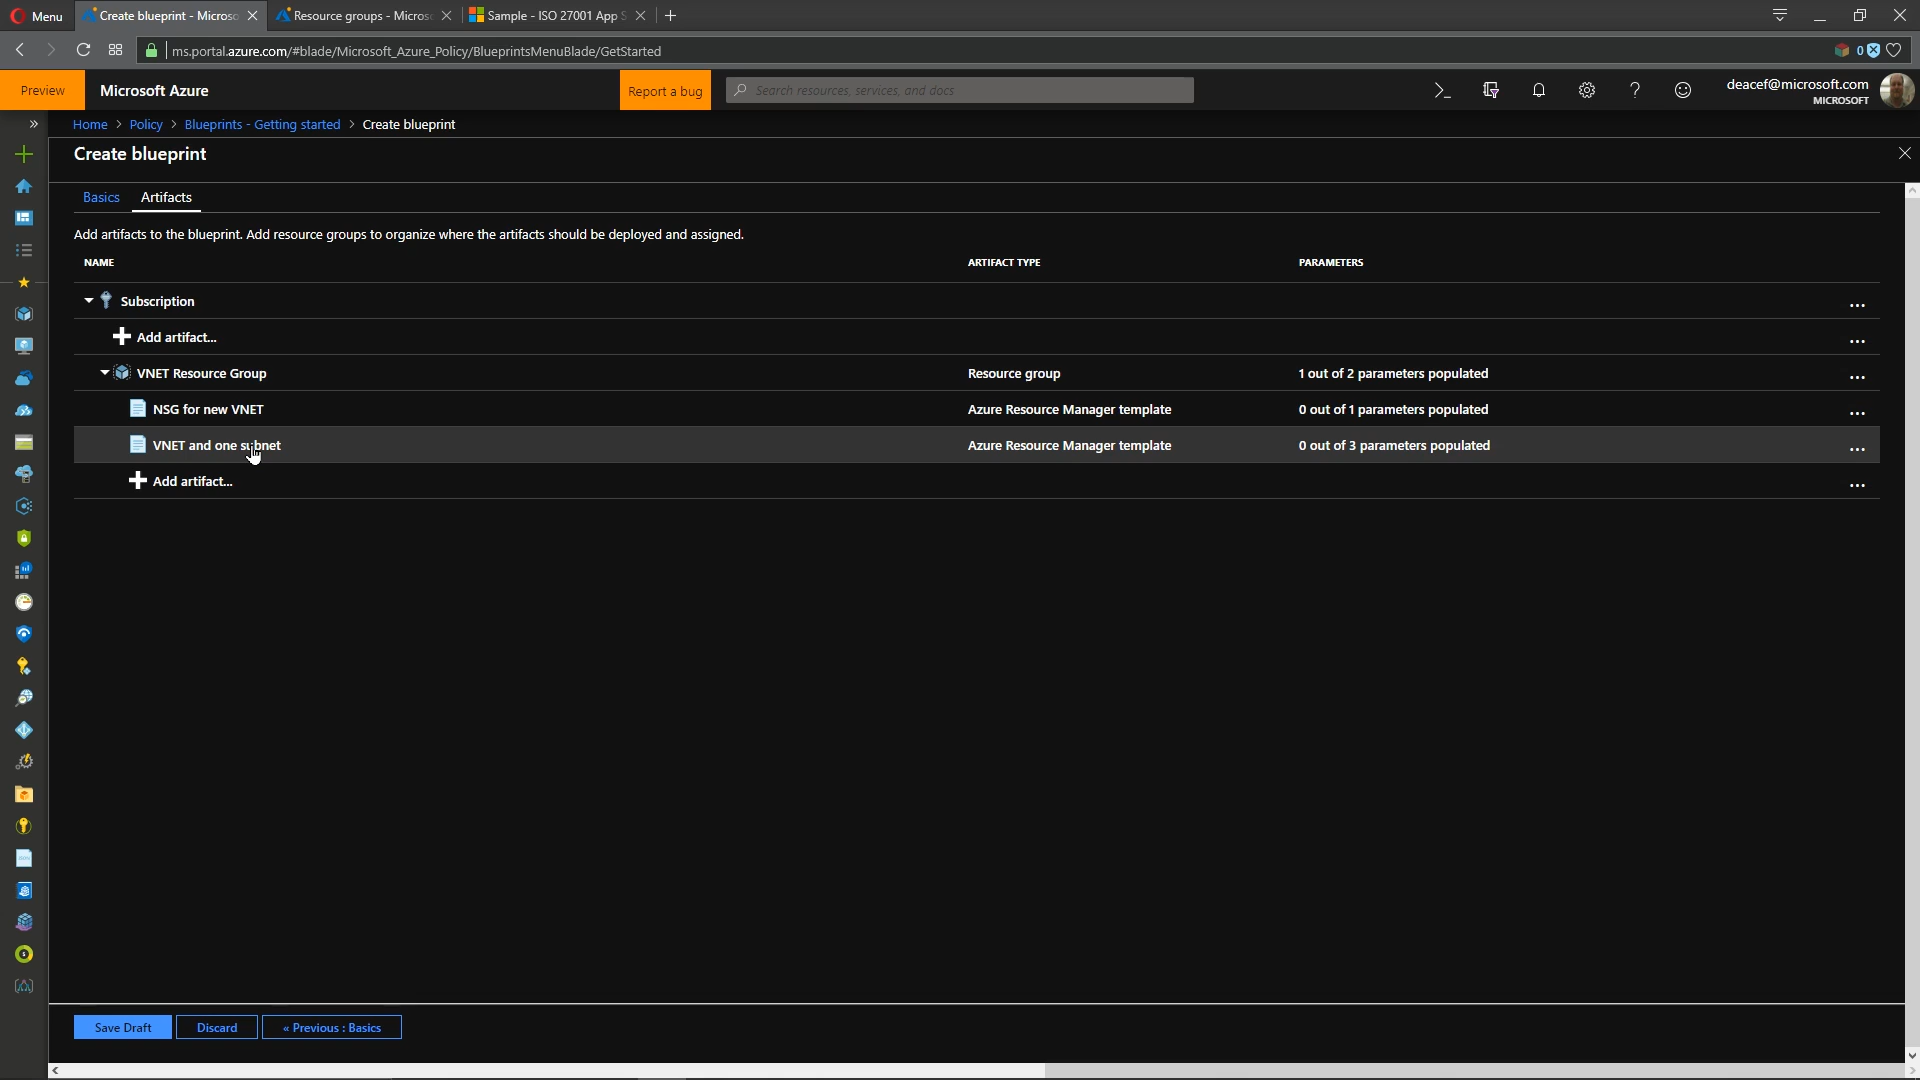 Menu
Create blueprint - Microso
Resource groups - Micros
Sample - ISO 27001 App S
ms.portal.azure.com/#blade/Microsoft_Azure_Policy/BlueprintsMenuBlade/GetStarted
0
Preview
Microsoft Azure
Report a bug
Search resources, services, and docs
deacef@microsoft.com
MICROSOFT
Home > Policy > Blueprints - Getting started > Create blueprint
Create blueprint
Basics
Artifacts
Add artifacts to the blueprint. Add resource groups to organize where the artifacts should be deployed and assigned.
NAME ARTIFACT TYPE PARAMETERS
Subscription
Add artifact...
VNET Resource Group Resource group 1 out of 2 parameters populated
NSG for new VNET Azure Resource Manager template 0 out of 1 parameters populated
VNET and one subnet Azure Resource Manager template 0 out of 3 parameters populated
Add artifact...
Save Draft
Discard
« Previous : Basics